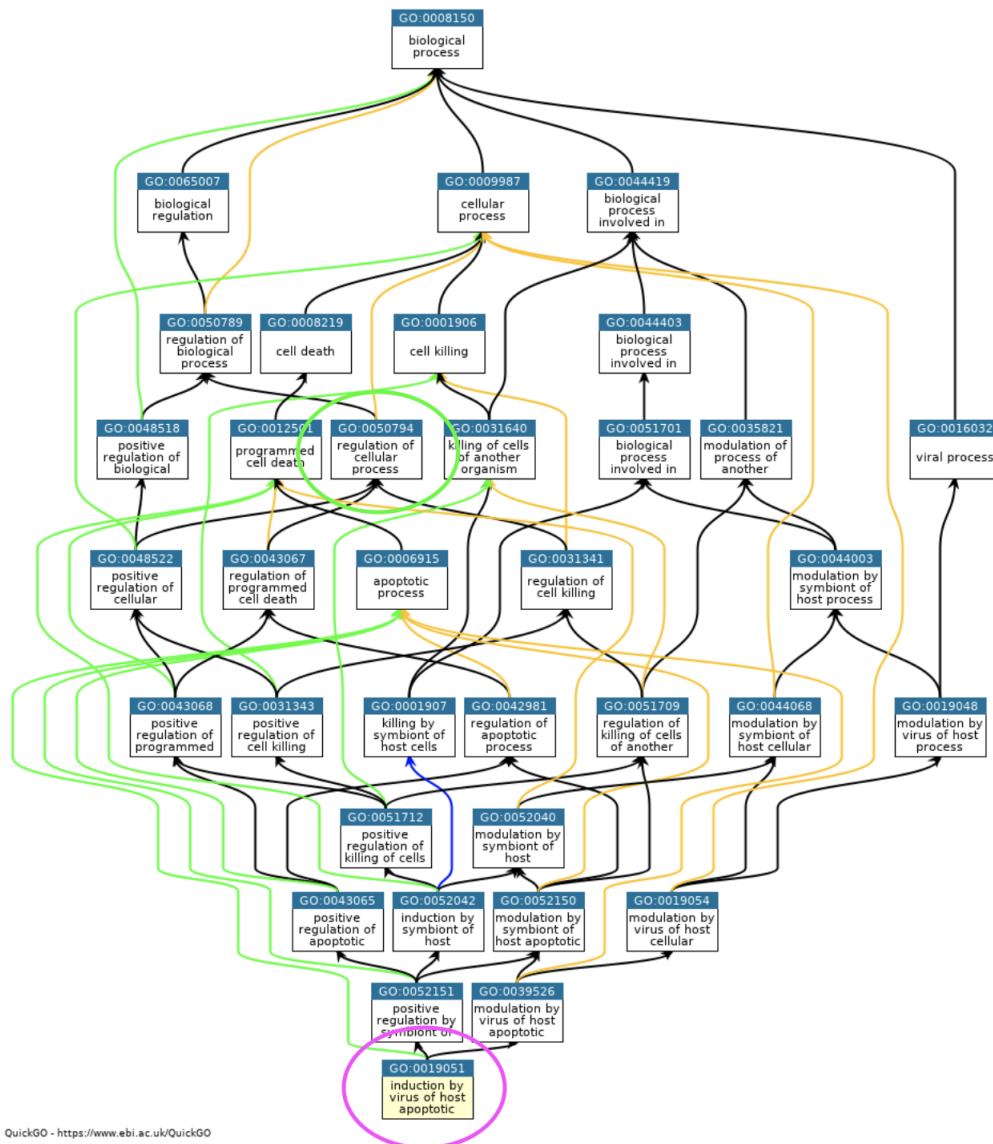 GO:0008150
biological
process
GO:0065007
biological
regulation
GO:0009987
cellular
process
GO:0044419
biological
process
involved in
GO:0050789
regulation of
biological
process
GO:0008219
cell death
GO:0001906
cell killing
GO:0044403
biological
process
involved in
GO:0048518
positive
regulation of
biological
GO:0012501
programmed
cell death
GO:0050794
regulation of
cellular
process
GO:0031640
killing of cells
of another
organism
GO:0051701
biological
process
involved in
GO:0035821
modulation of
process of
another
GO:0016032
viral process
GO:0048522
positive
regulation of
cellular
GO:0043067
regulation of
programmed
cell death
GO:0006915
apoptotic
process
GO:0031341
regulation of
cell killing
GO:0044003
modulation by
symbiont of
host process
GO:0043068
positive
regulation of
programmed
GO:0031343
positive
regulation of
cell killing
GO:0001907
killing by
symbiont of
host cells
GO:0042981
regulation of
apoptotic
process
GO:0051709
regulation of
killing of cells
of another
GO:0044068
modulation by
symbiont of
host cellular
GO:0019048
modulation by
virus of host
process
GO:0051712
positive
regulation of
killing of cells
GO:0052040
modulation by
symbiont of
host
GO:0043065
positive
regulation of
apoptotic
GO:0052042
induction by
symbiont of
host
GO:0052150
modulation by
symbiont of
host apoptotic
GO:0019054
modulation by
virus of host
cellular
GO:0052151
positive
regulation by
symbiont of
GO:0039526
modulation by
virus of host
apoptotic
GO:0019051
induction by
virus of host
apoptotic
QuickGO - https://www.ebi.ac.uk/QuickGO